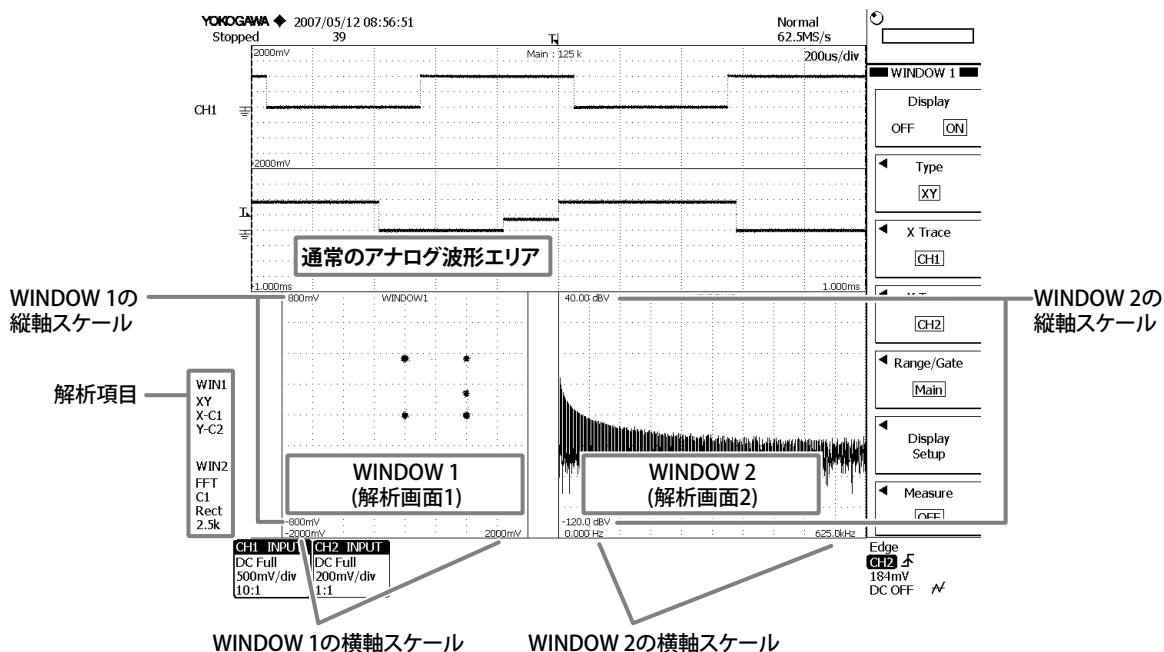 YOKOGAWA ◆ 2007/05/12 08:56:51
Normal
Stopped 39
62.5MS/s
2000mV
Main : 125 k
200us/div
CH1
-2000mV
通常のアナログ波形エリア
-1.000ms
1.000ms
WINDOW 1の
縦軸スケール
800mV
WINDOW1
-800mV
-2000mV
2000mV
WINDOW 1
(解析画面1)
40.00 dBV
-120.0 dBV
0.000 Hz
625.0kHz
WINDOW 2
(解析画面2)
WINDOW 2の
縦軸スケール
解析項目
WIN1
XY
X-C1
Y-C2
WIN2
FFT
C1
Rect
2.5k
WINDOW 1
Display
OFF ON
Type
XY
X Trace
CH1
CH2
Range/Gate
Main
Display
Setup
Measure
OFF
CH1 INPUT
DC Full
500mV/div
10:1
CH2 INPUT
DC Full
200mV/div
1:1
Edge
CH2
184mV
DC OFF
WINDOW 1の横軸スケール
WINDOW 2の横軸スケール